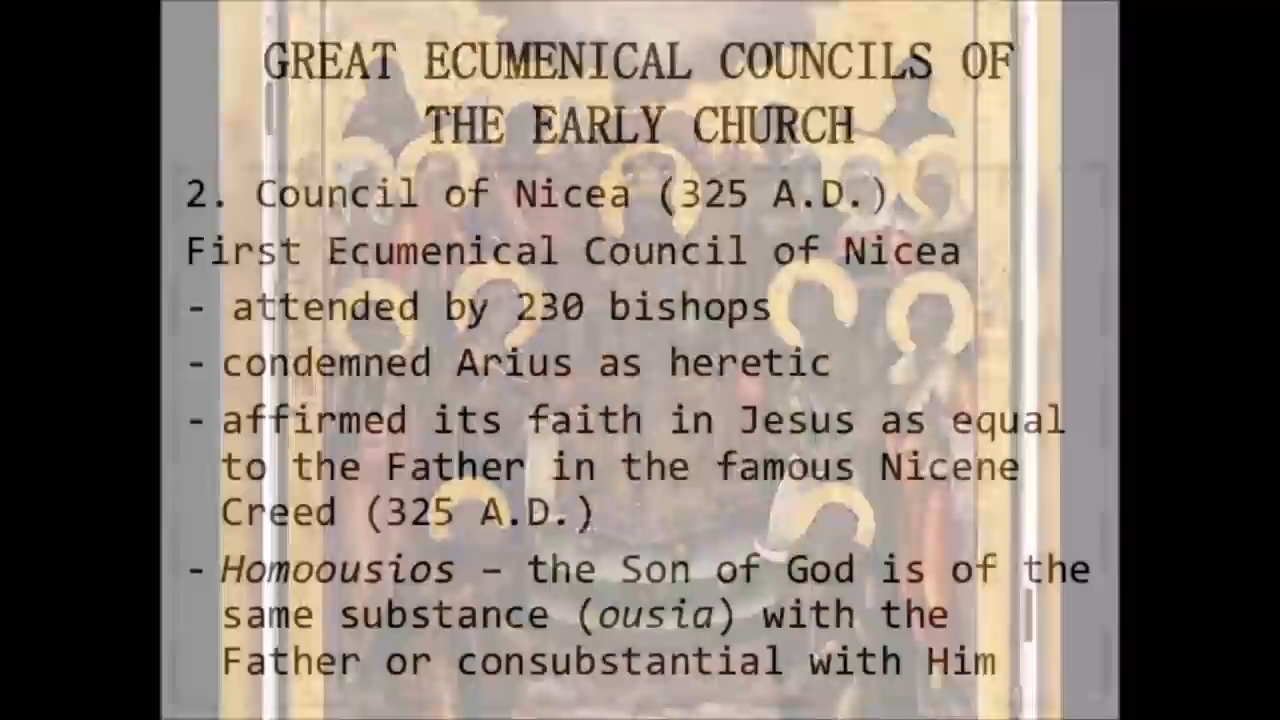 GREAT ECUMENICAL COUNCILS OF
THE EARLY CHURCH
2. Council of Nicea (325 A.D.)
First Ecumenical Council of Nicea
- attended by 230 bishops
- condemned Arius as heretic
- affirmed its faith in Jesus as equal
to the Father in the famous Nicene
Creed (325 A.D.)
- Homoousios – the Son of God is of the
same substance (ousia) with the
Father or consubstantial with Him